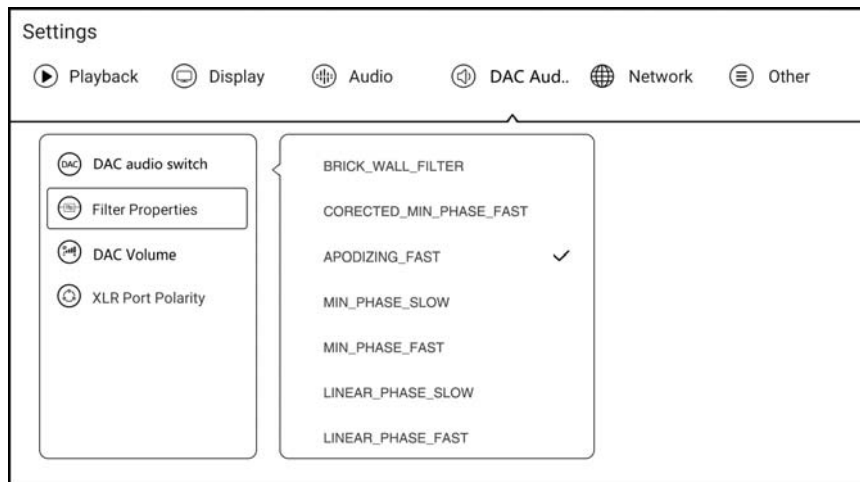 Settings
Playback Display Audio DAC Aud.. Network Other
DAC DAC audio switch
Filter Properties
DAC Volume
XLR Port Polarity
BRICK_WALL_FILTER
CORECTED_MIN_PHASE_FAST
APODIZING_FAST
MIN_PHASE_SLOW
MIN_PHASE_FAST
LINEAR_PHASE_SLOW
LINEAR_PHASE_FAST